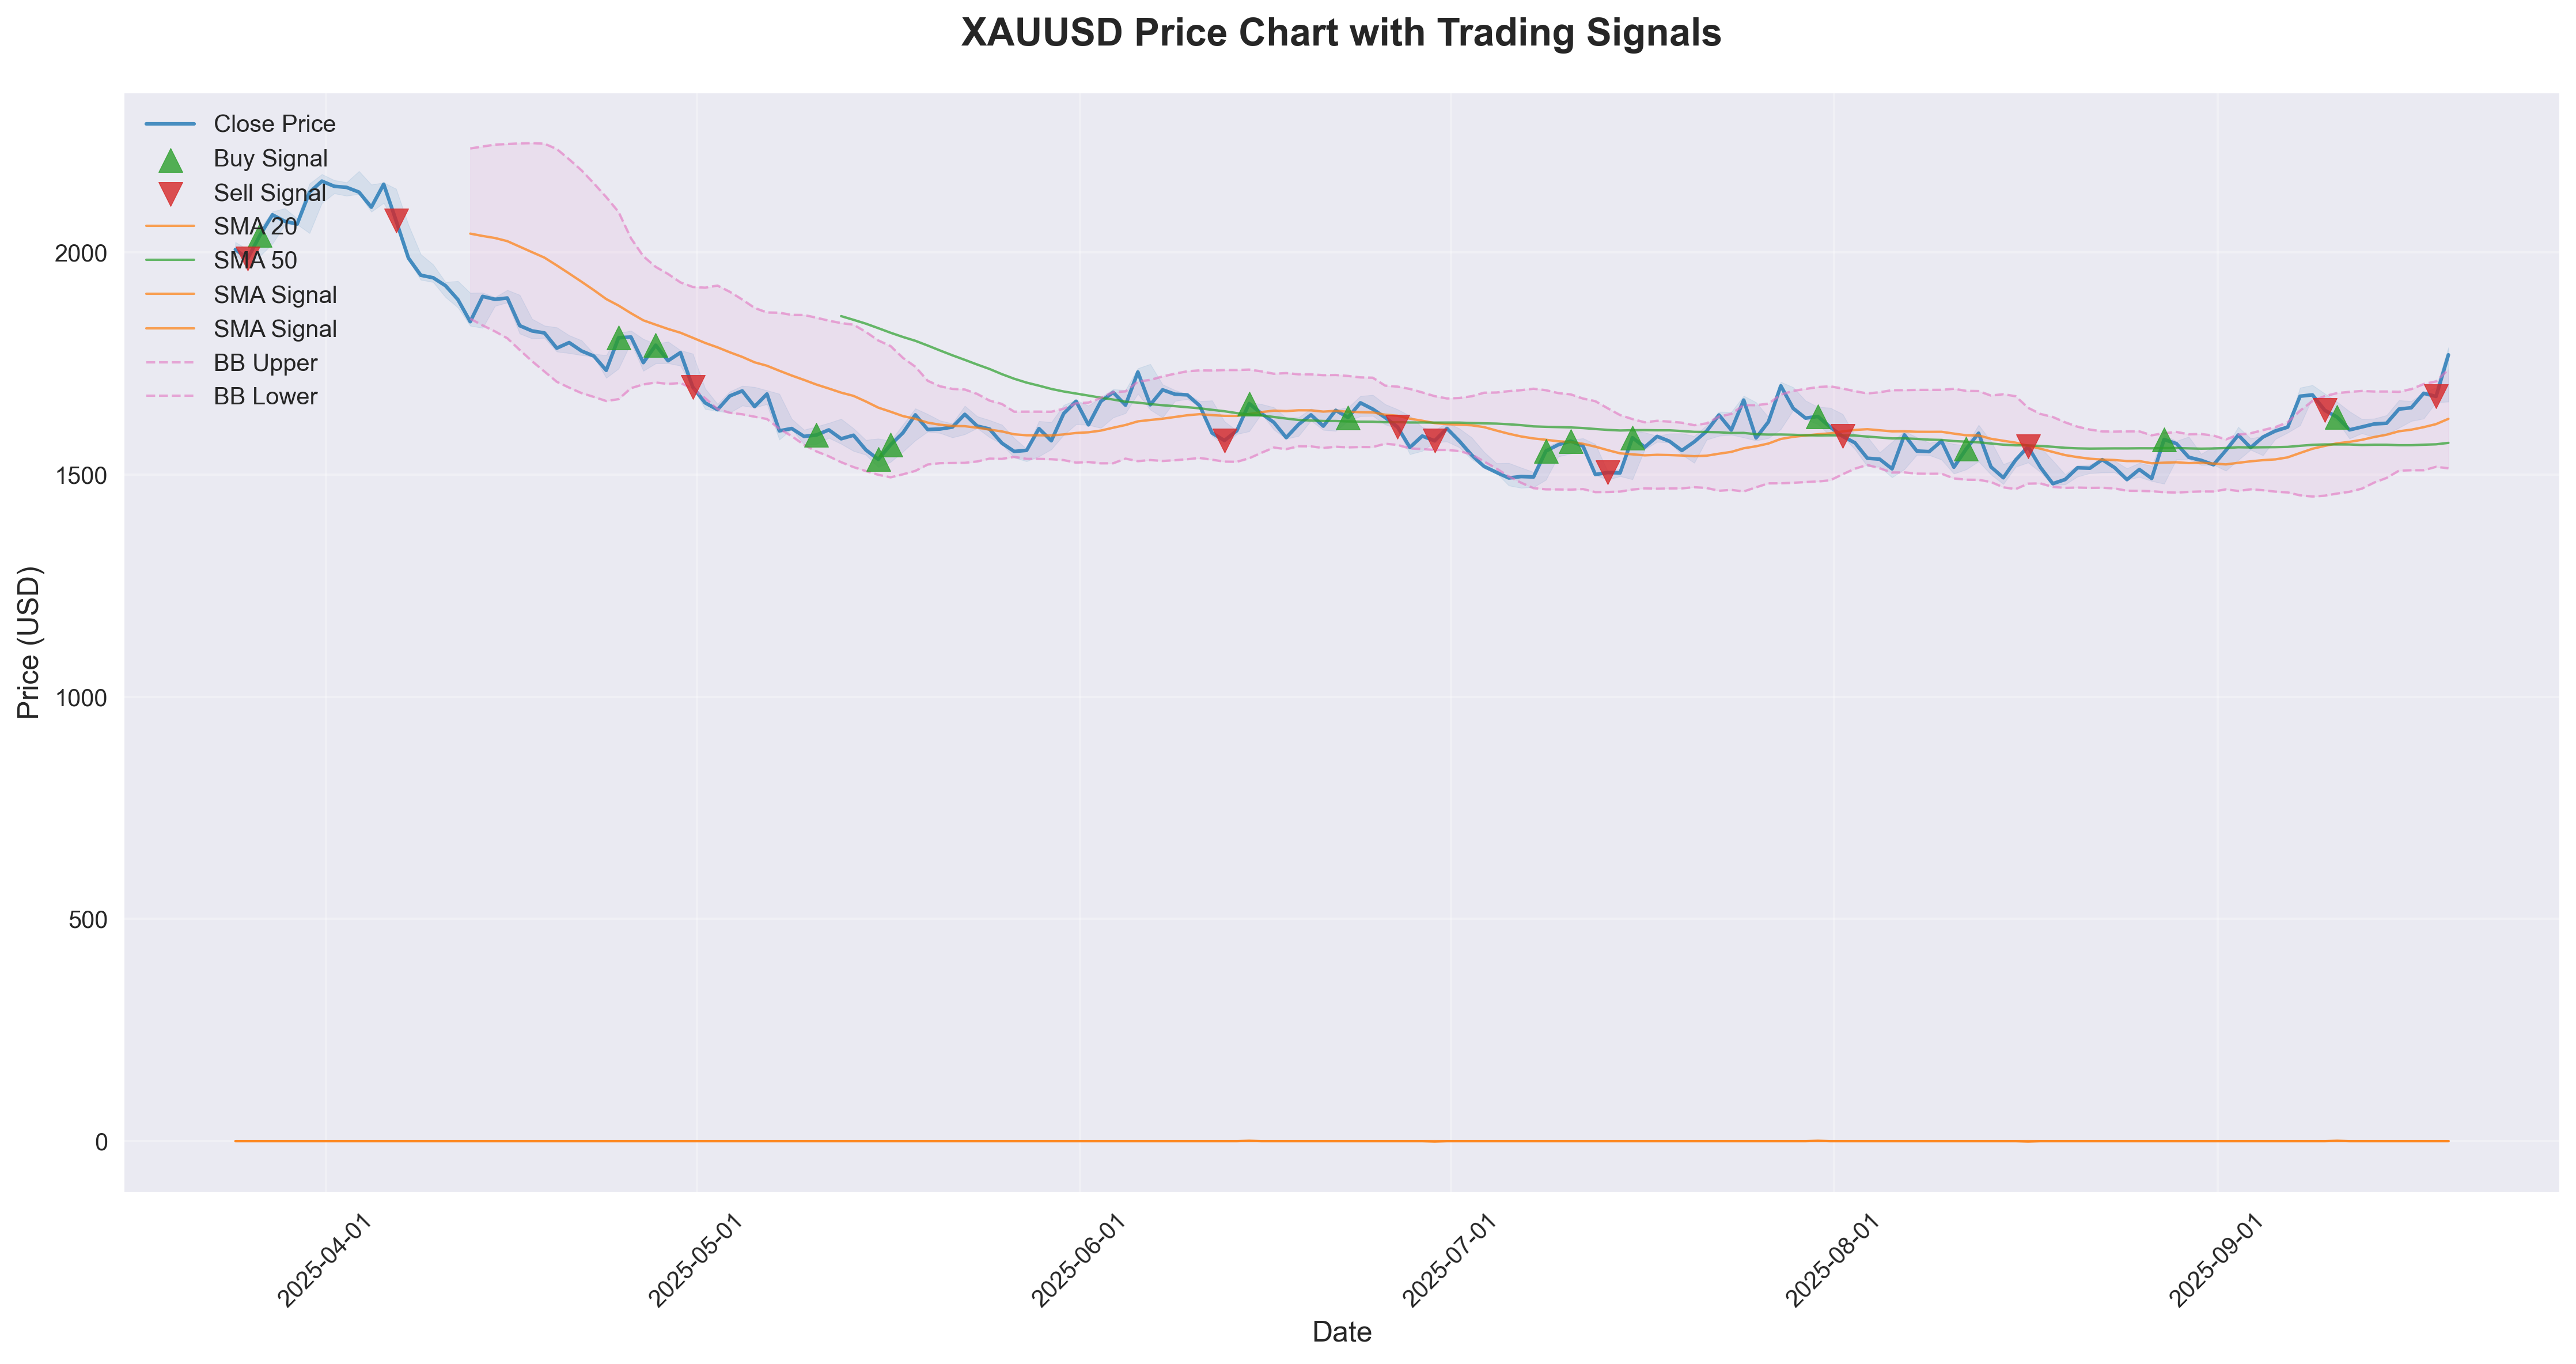 XAUUSD Price Chart with Trading Signals
Close Price
Buy Signal
Sell Signal
SMA 20
SMA 50
SMA Signal
SMA Signal
BB Upper
BB Lower
2000
1500
1000
500
0
Price (USD)
2025-04-01
2025-05-01
2025-06-01
2025-07-01
2025-08-01
2025-09-01
Date